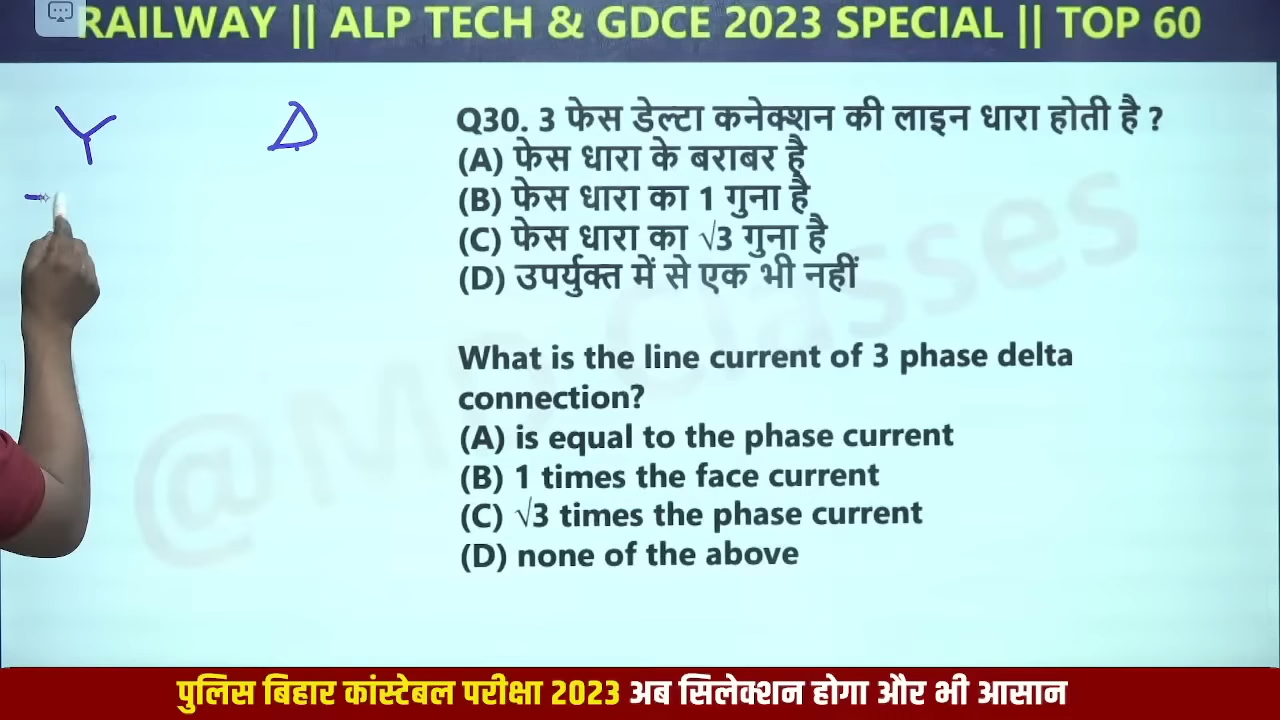 RAILWAY || ALP TECH & GDCE 2023 SPECIAL || TOP 60
Y Δ
Q30. 3 फेस डेल्टा कनेक्शन की लाइन धारा होती है ?
(A) फेस धारा के बराबर है
(B) फेस धारा का 1 गुना है
(C) फेस धारा का √3 गुना है
(D) उपर्युक्त में से एक भी नहीं
What is the line current of 3 phase delta
connection?
(A) is equal to the phase current
(B) 1 times the face current
(C) √3 times the phase current
(D) none of the above
पुलिस बिहार कांस्टेबल परीक्षा 2023 अब सिलेक्शन होगा और भी आसान